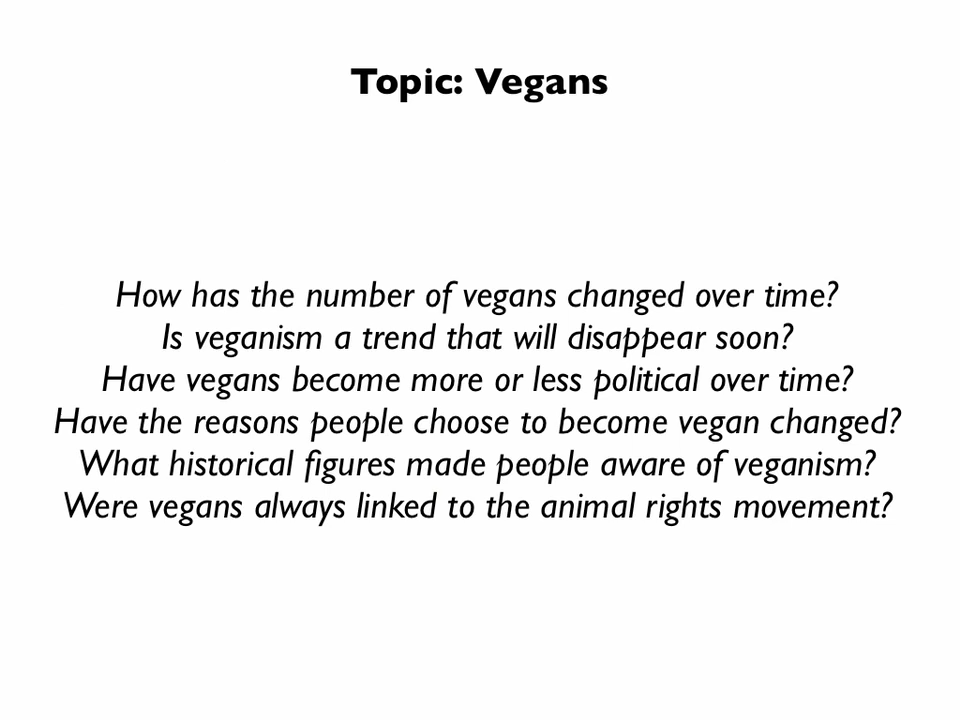 Topic: Vegans
How has the number of vegans changed over time?
Is veganism a trend that will disappear soon?
Have vegans become more or less political over time?
Have the reasons people choose to become vegan changed?
What historical figures made people aware of veganism?
Were vegans always linked to the animal rights movement?